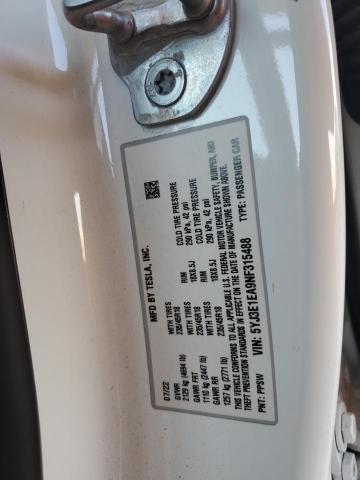 MFD BY TESLA, INC.
07/22
GVWR WITH TIRES RIM COLD TIRE PRESSURE
2129 kg (4694 lb) 235/45R18 18X8.5J 290 kPa, 42 psi
GAWR FRT WITH TIRES RIM COLD TIRE PRESSURE
1110 kg (2447 lb) 235/45R18 18X8.5J 290 kPa, 42 psi
GAWR RR
1257 kg (2771 lb)
THIS VEHICLE CONFORMS TO ALL APPLICABLE U.S. FEDERAL MOTOR VEHICLE SAFETY, BUMPER, AND
THEFT PREVENTION STANDARDS IN EFFECT ON THE DATE OF MANUFACTURE SHOWN ABOVE.
VIN: 5YJ3E1EA9NF315488 TYPE: PASSENGER CAR
PNT: PPSW